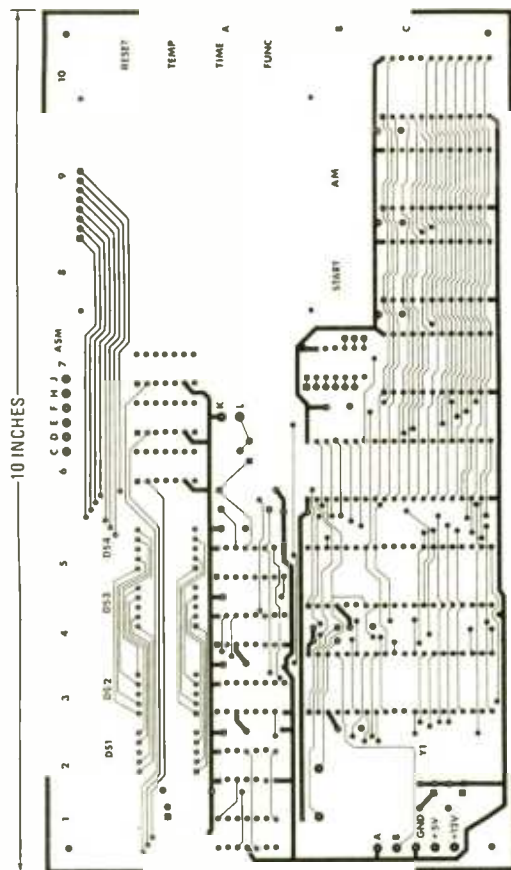 10 INCHES
C D E F H J ASM
1 2 3 4 5 6 7 8 9 10
DS1 DS2 DS3 DS4
RESET
TEMP
K TIME A
L
FUNC
START AM B
A
B C
GND Y1
+5V
+12V